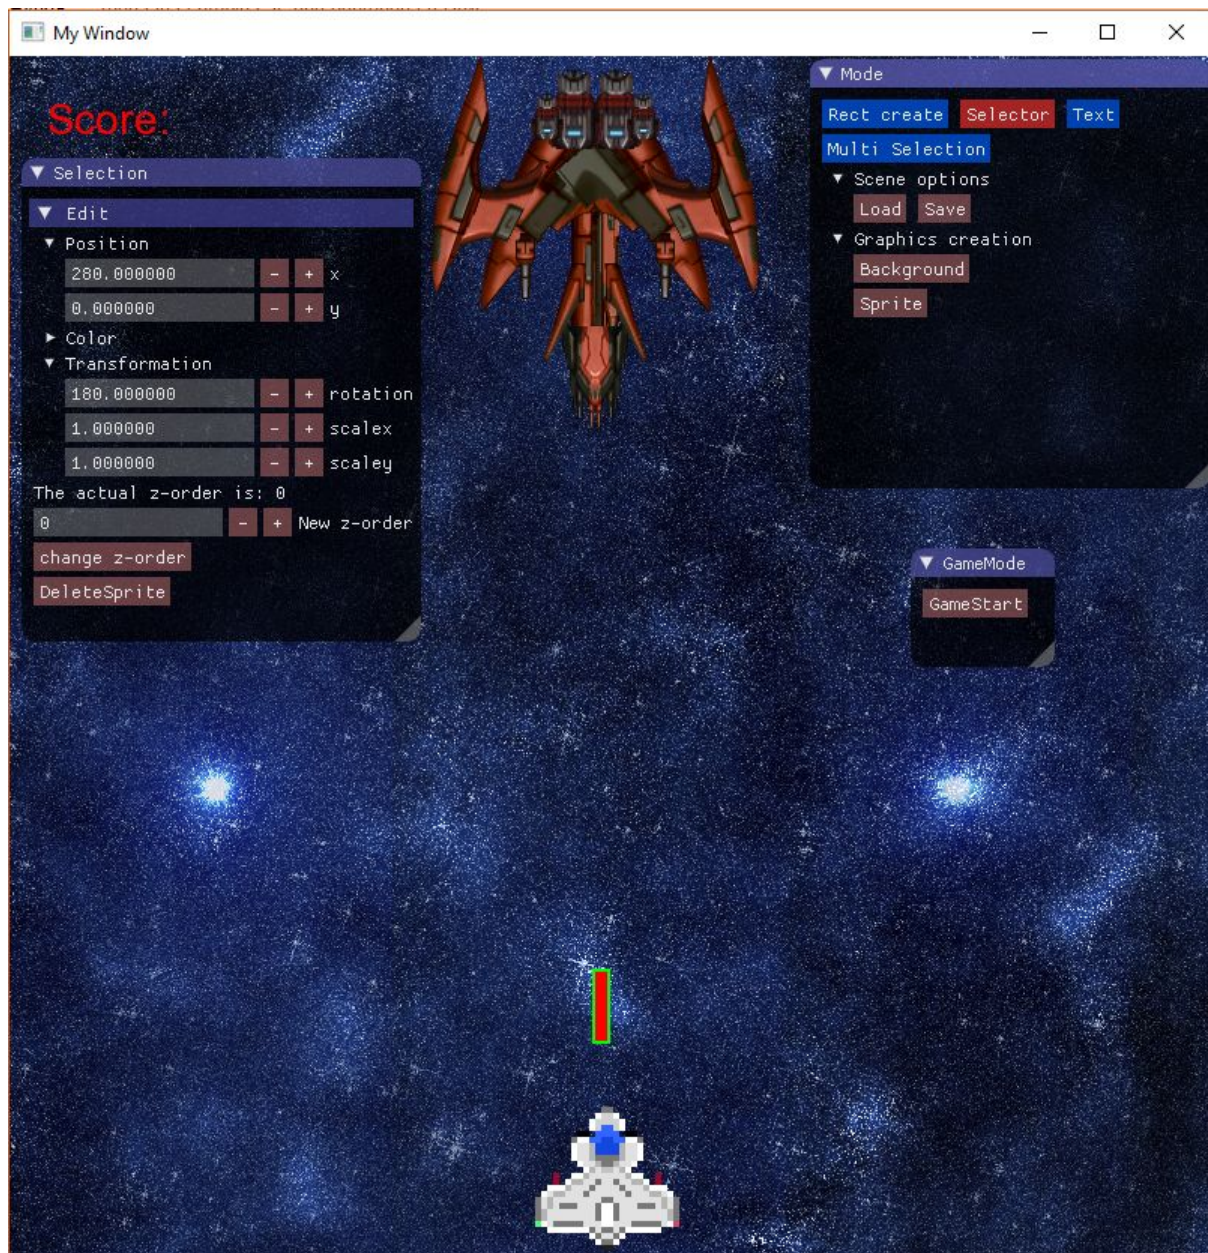 My Window
Score:
Selection
Edit
Position
280.000000 - + x
0.000000 - + y
Color
Transformation
180.000000 - + rotation
1.000000 - + scalex
1.000000 - + scaley
The actual z-order is: 0
0 - + New z-order
change z-order
DeleteSprite
Mode
Rect create Selector Text
Multi Selection
Scene options
Load Save
Graphics creation
Background
Sprite
GameMode
GameStart